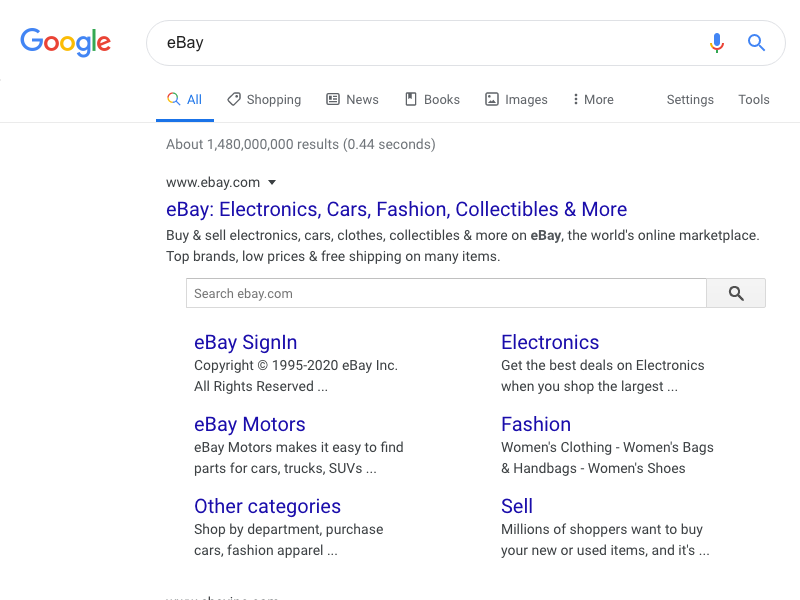 Google
eBay
All Shopping News Books Images More Settings Tools
About 1,480,000,000 results (0.44 seconds)
www.ebay.com
eBay: Electronics, Cars, Fashion, Collectibles & More
Buy & sell electronics, cars, clothes, collectibles & more on eBay, the world's online marketplace.
Top brands, low prices & free shipping on many items.
Search ebay.com
eBay SignIn
Copyright © 1995-2020 eBay Inc.
All Rights Reserved ...
Electronics
Get the best deals on Electronics
when you shop the largest ...
eBay Motors
eBay Motors makes it easy to find
parts for cars, trucks, SUVs ...
Fashion
Women's Clothing - Women's Bags
& Handbags - Women's Shoes
Other categories
Shop by department, purchase
cars, fashion apparel ...
Sell
Millions of shoppers want to buy
your new or used items, and it's ...